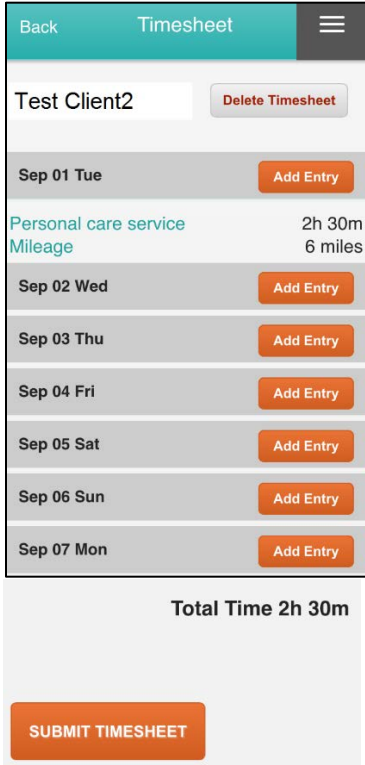 Back Timesheet
Test Client2 Delete Timesheet
Sep 01 Tue Add Entry
Personal care service 2h 30m
Mileage 6 miles
Sep 02 Wed Add Entry
Sep 03 Thu Add Entry
Sep 04 Fri Add Entry
Sep 05 Sat Add Entry
Sep 06 Sun Add Entry
Sep 07 Mon Add Entry
Total Time 2h 30m
SUBMIT TIMESHEET